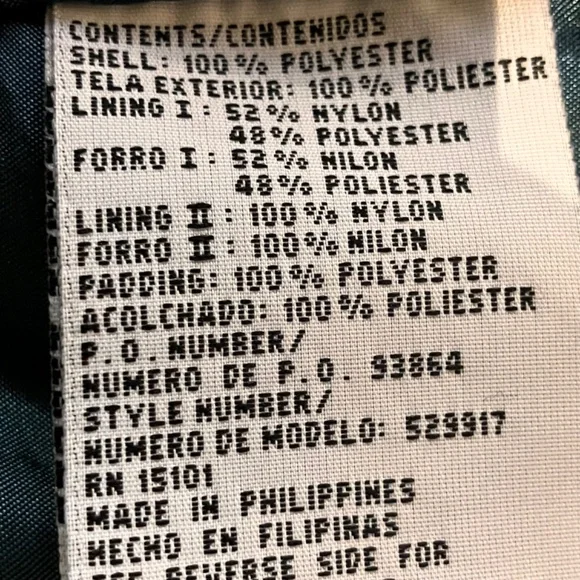 CONTENTS/CONTENIDOS
SHELL: 100% POLYESTER
TELA EXTERIOR: 100% POLIESTER
LINING I: 52% NYLON
48% POLYESTER
FORRO I: 52% NILON
48% POLIESTER
LINING II: 100% NYLON
FORRO II: 100% NILON
PADDING: 100% POLYESTER
ACOLCHADO: 100% POLIESTER
P.O. NUMBER/
NUMERO DE P.O. 93864
STYLE NUMBER/
NUMERO DE MODELO: 529917
RN 15101
MADE IN PHILIPPINES
HECHO EN FILIPINAS
SEE REVERSE SIDE FOR